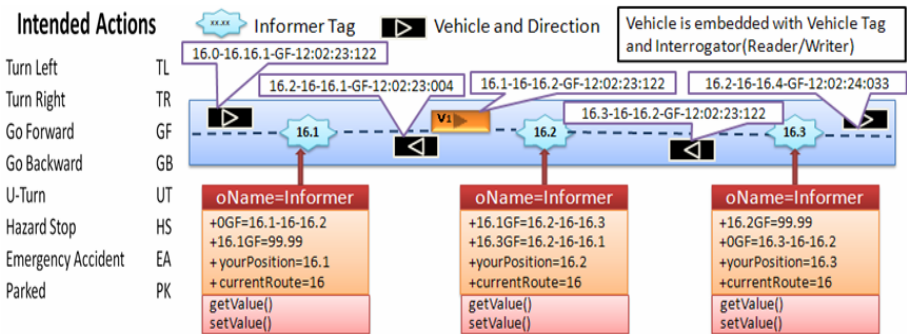 Intended Actions
xx.xx
Informer Tag
Vehicle and Direction
Vehicle is embedded with Vehicle Tag
and Interrogator(Reader/Writer)
16.0-16.16.1-GF-12:02:23:122
16.2-16-16.1-GF-12:02:23:004
16.1-16-16.2-GF-12:02:23:122
16.2-16-16.4-GF-12:02:24:033
16.3-16-16.2-GF-12:02:23:122
Turn Left TL
Turn Right TR
Go Forward GF
Go Backward GB
U-Turn UT
Hazard Stop HS
Emergency Accident EA
Parked PK
V1
16.1
16.2
16.3
oName=Informer
+0GF=16.1-16-16.2
+16.1GF=99.99
+yourPosition=16.1
+currentRoute=16
getValue()
setValue()
oName=Informer
+16.1GF=16.2-16-16.3
+16.3GF=16.2-16-16.1
+yourPosition=16.2
+currentRoute=16
getValue()
setValue()
oName=Informer
+16.2GF=99.99
+0GF=16.3-16-16.2
+yourPosition=16.3
+currentRoute=16
getValue()
setValue()